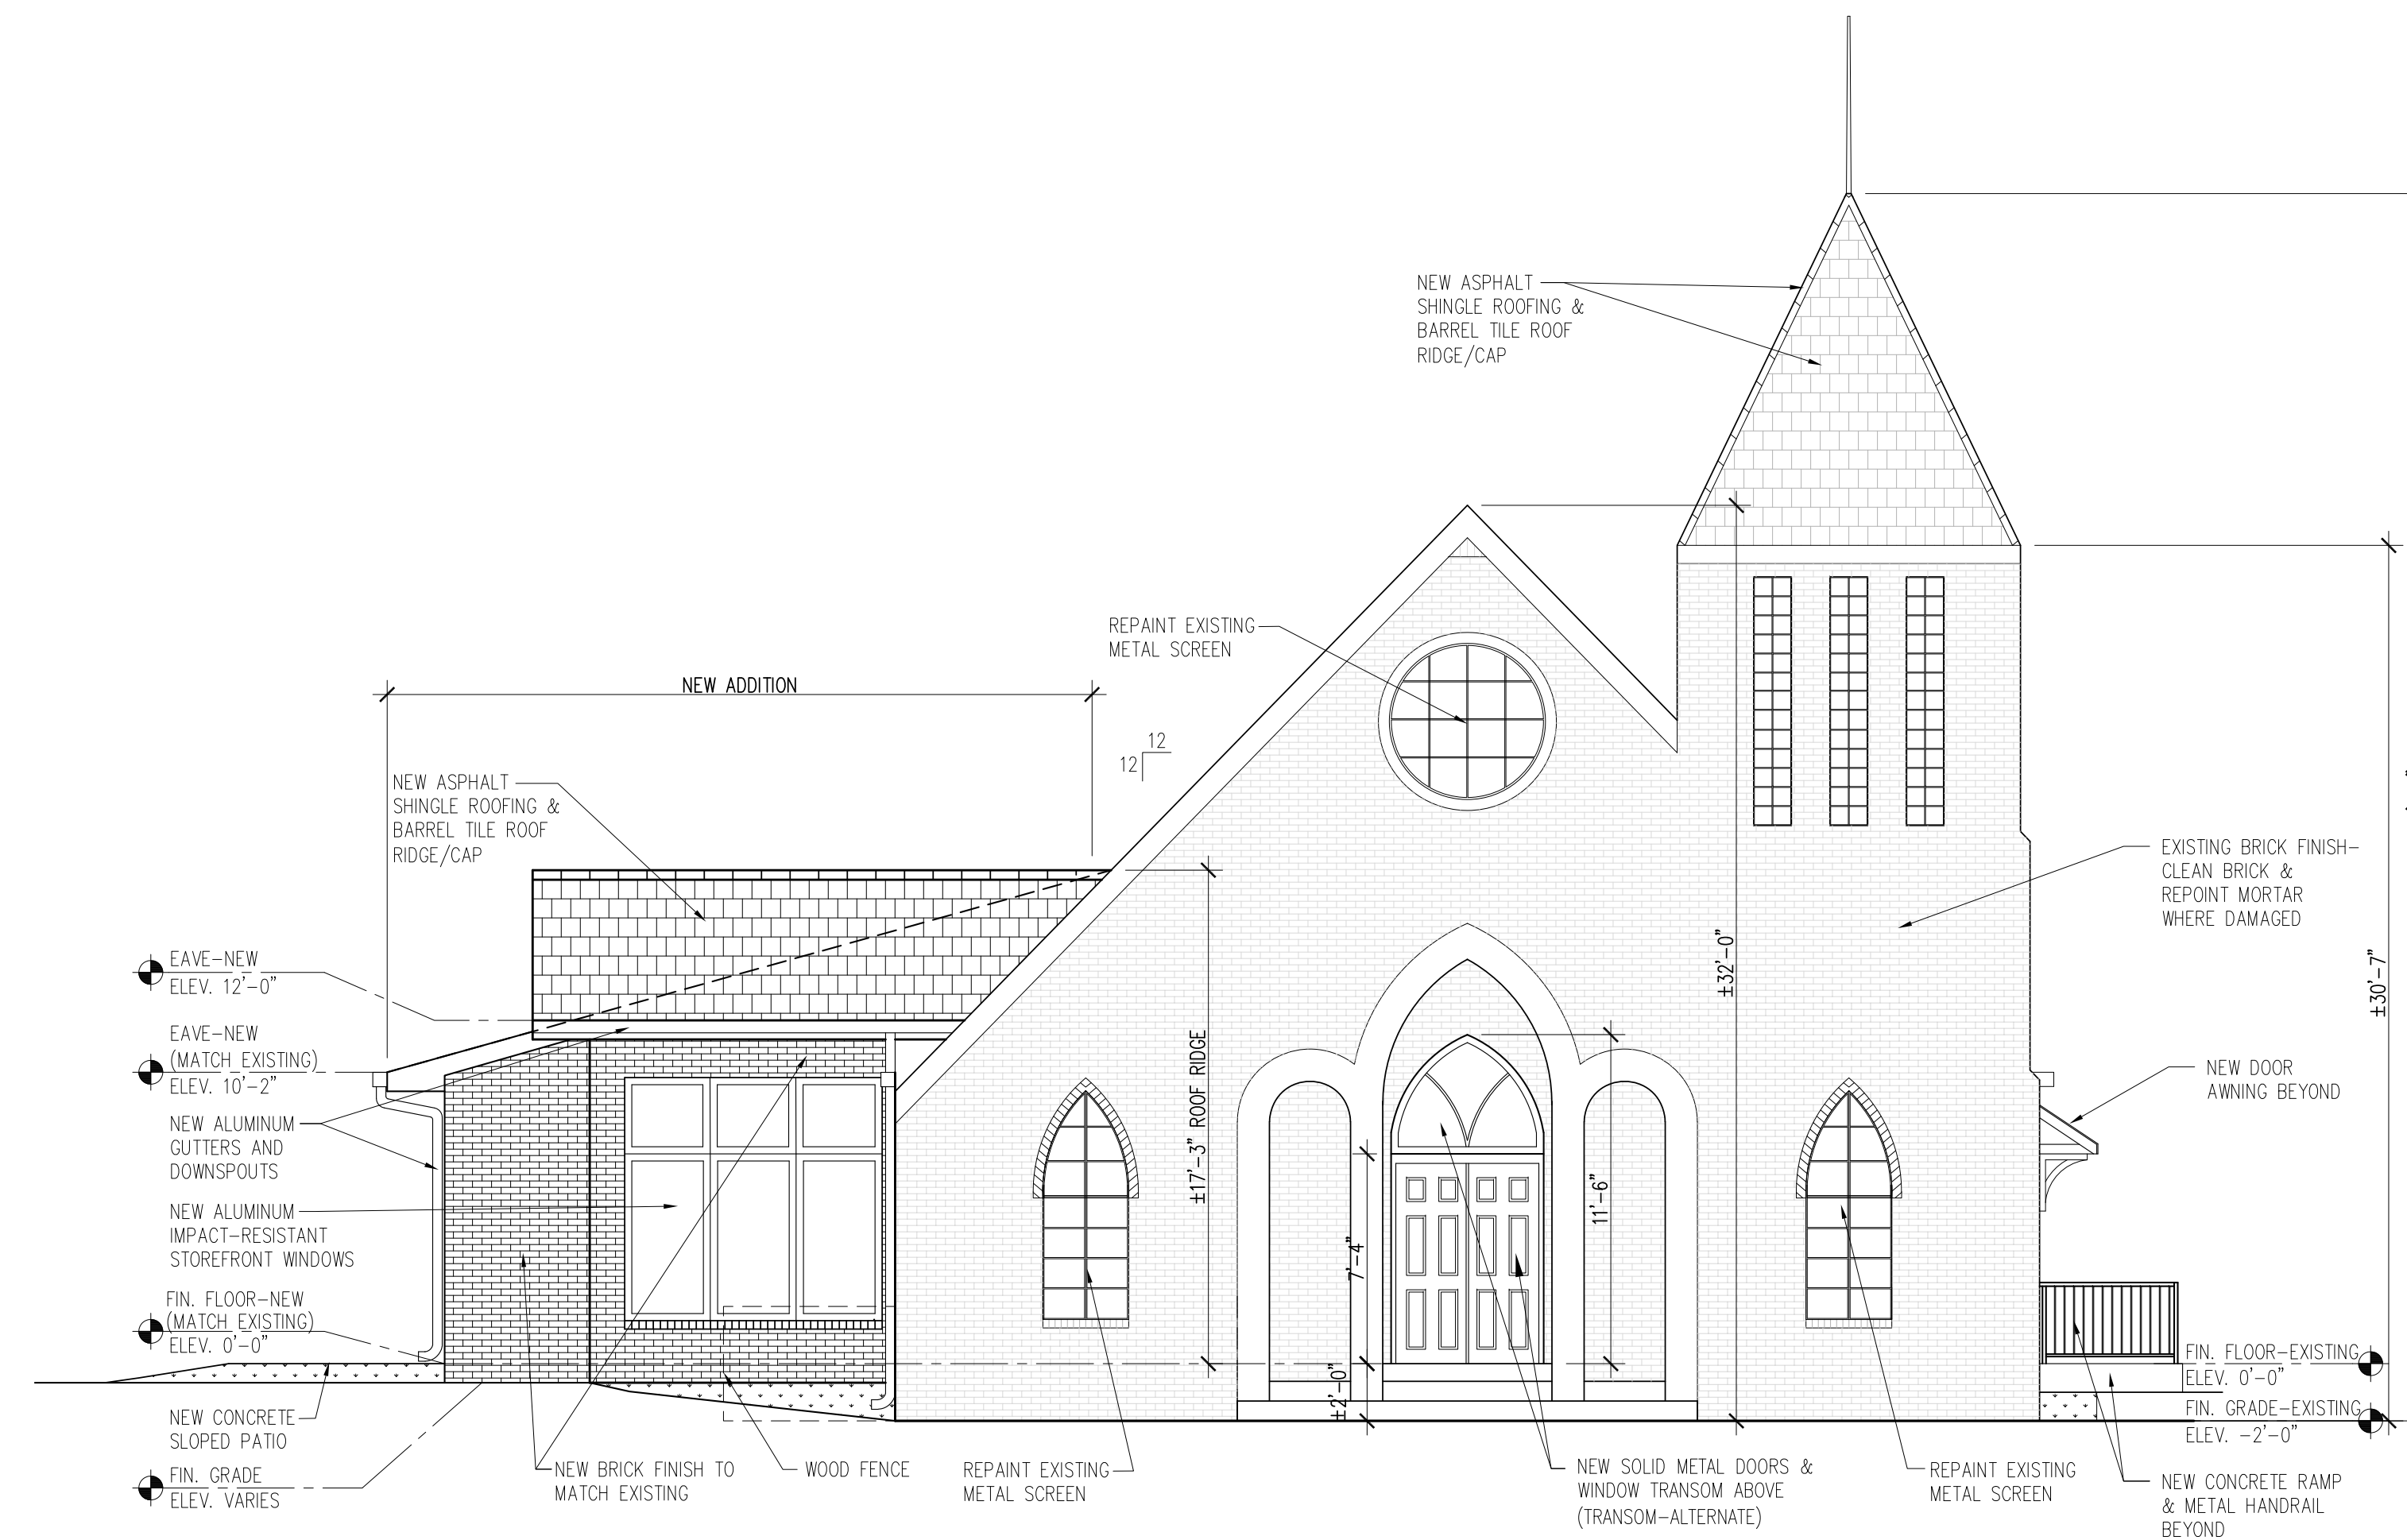 NEW ASPHALT
SHINGLE ROOFING &
BARREL TILE ROOF
RIDGE/CAP
REPAINT EXISTING
METAL SCREEN
NEW ADDITION
12
12
NEW ASPHALT
SHINGLE ROOFING &
BARREL TILE ROOF
RIDGE/CAP
EXISTING BRICK FINISH-
CLEAN BRICK &
REPOINT MORTAR
WHERE DAMAGED
±32'-0"
±30'-7"
EAVE-NEW
ELEV. 12'-0"
EAVE-NEW
(MATCH EXISTING)
ELEV. 10'-2"
NEW ALUMINUM
GUTTERS AND
DOWNSPOUTS
NEW ALUMINUM
IMPACT-RESISTANT
STOREFRONT WINDOWS
FIN. FLOOR-NEW
(MATCH EXISTING)
ELEV. 0'-0"
±17'-3" ROOF RIDGE
7'-4"
11'-6"
±2'-0"
NEW DOOR
AWNING BEYOND
FIN. FLOOR-EXISTING
ELEV. 0'-0"
FIN. GRADE-EXISTING
ELEV. -2'-0"
NEW CONCRETE
SLOPED PATIO
FIN. GRADE
ELEV. VARIES
NEW BRICK FINISH TO
MATCH EXISTING
WOOD FENCE
REPAINT EXISTING
METAL SCREEN
NEW SOLID METAL DOORS &
WINDOW TRANSOM ABOVE
(TRANSOM-ALTERNATE)
REPAINT EXISTING
METAL SCREEN
NEW CONCRETE RAMP
& METAL HANDRAIL
BEYOND